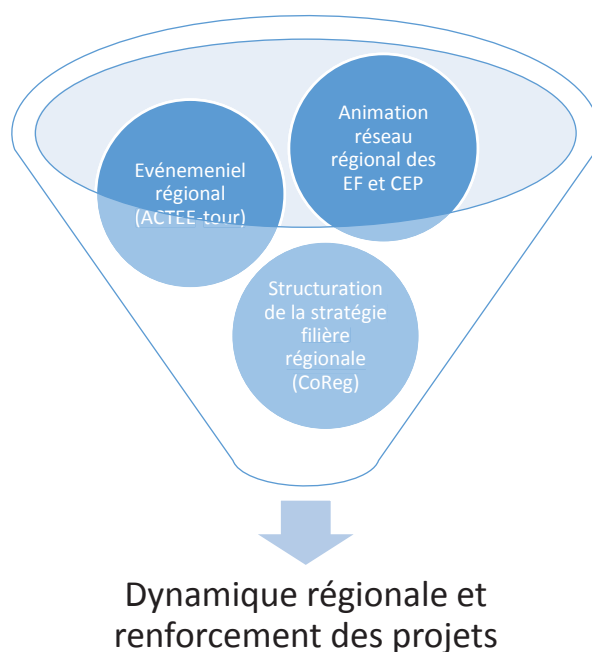 Animation
réseau
régional des
EF et CEP
Evénemeniel
régional
(ACTEE-tour)
Structuration
de la stratégie
filière
régionale
(CoReg)
Dynamique régionale et
renforcement des projets